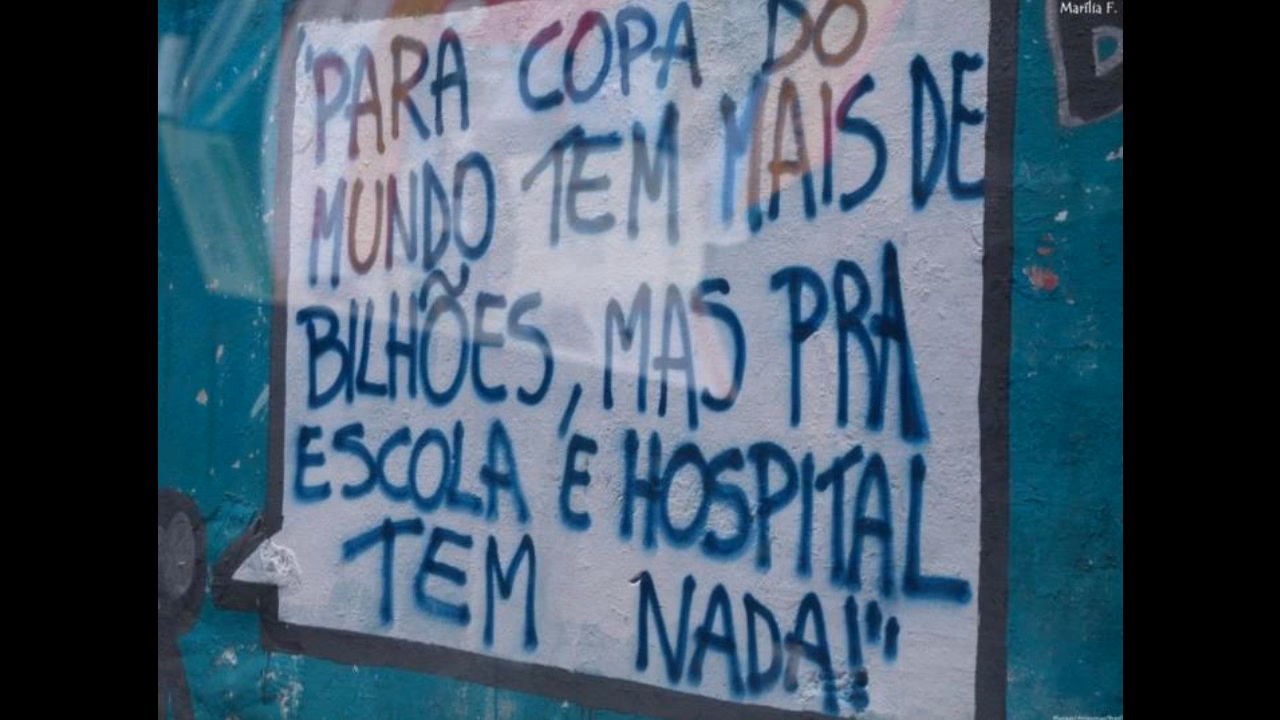 Marília F.
"PARA COPA DO
MUNDO TEM MAIS DE
BILHÕES, MAS PRA
ESCOLA E HOSPITAL
TEM NADA!"